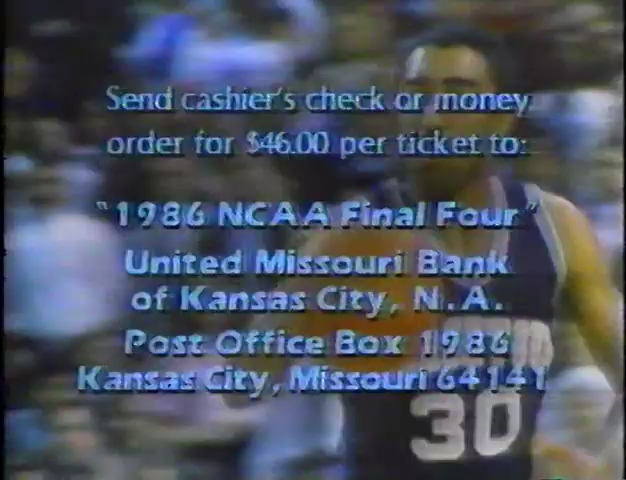 Send cashier's check or money
order for $46.00 per ticket to:
"1986 NCAA Final Four"
United Missouri Bank
of Kansas City, N.A.
Post Office Box 1986
Kansas City, Missouri 64141
30